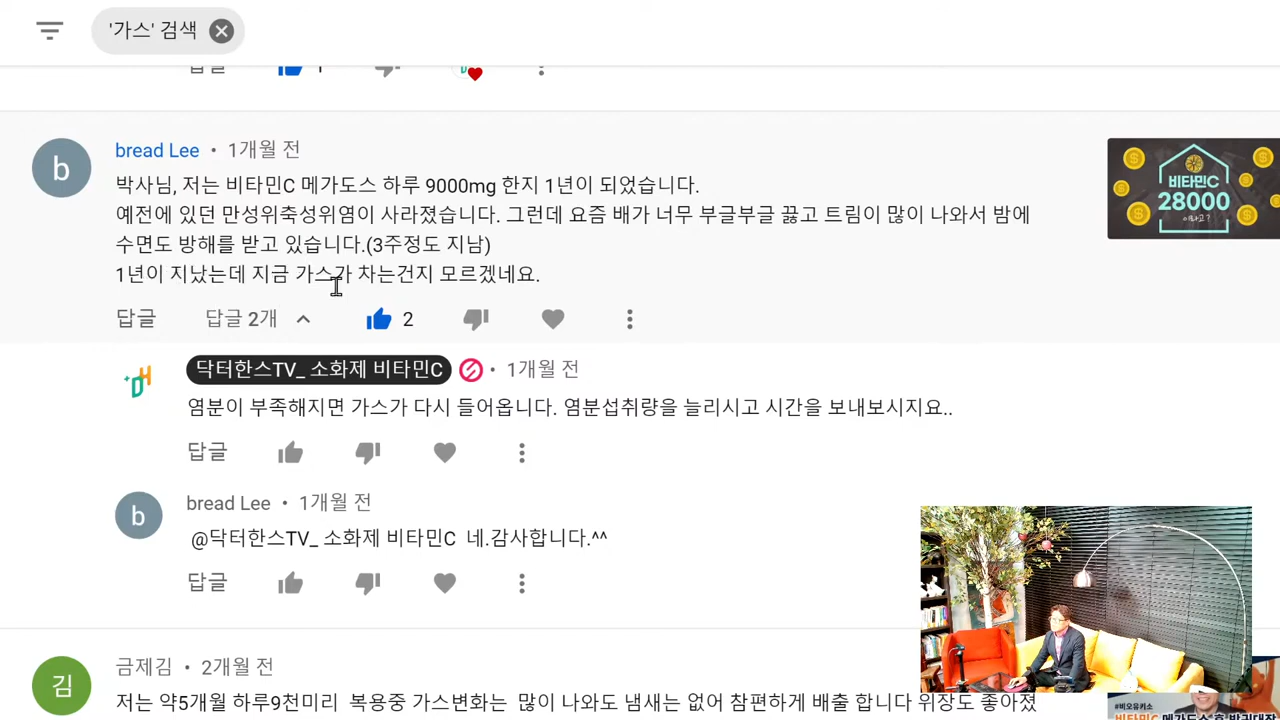 '가스' 검색
답글 1
bread Lee • 1개월 전
박사님, 저는 비타민C 메가도스 하루 9000mg 한지 1년이 되었습니다.
예전에 있던 만성위축성위염이 사라졌습니다. 그런데 요즘 배가 너무 부글부글 끓고 트림이 많이 나와서 밤에
수면도 방해를 받고 있습니다.(3주정도 지남)
1년이 지났는데 지금 가스가 차는건지 모르겠네요.
비타민C
28000
이라고?
답글 답글 2개 2
닥터한스TV_ 소화제 비타민C • 1개월 전
염분이 부족해지면 가스가 다시 들어옵니다. 염분섭취량을 늘리시고 시간을 보내보시지요..
답글
bread Lee • 1개월 전
@닥터한스TV_ 소화제 비타민C 네.감사합니다.^^
답글
금제김 • 2개월 전
저는 약5개월 하루9천미리 복용중 가스변화는 많이 나와도 냄새는 없어 참편하게 배출 합니다 위장도 좋아졌
#비오유키소